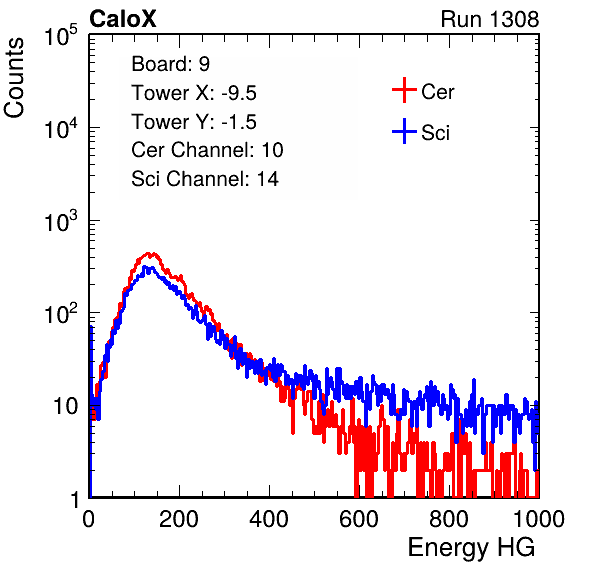 CaloX Run 1308
Counts
Board: 9
Tower X: -9.5
Tower Y: -1.5
Cer Channel: 10
Sci Channel: 14
Cer
Sci
10^5
10^4
10^3
10^2
10
1
0 200 400 600 800 1000
Energy HG